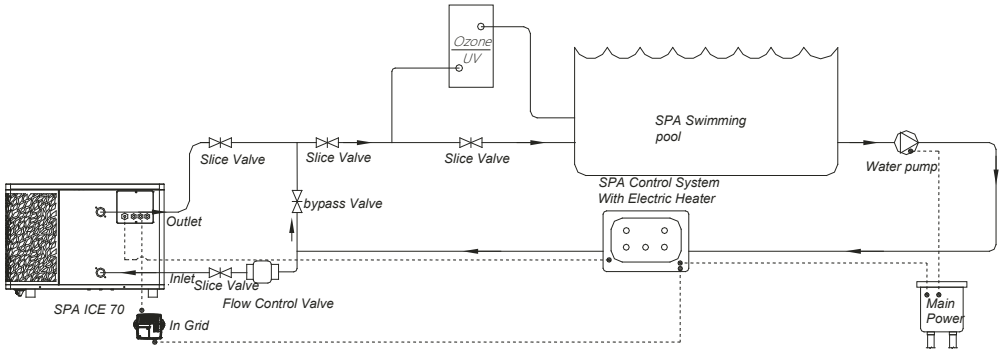 Ozone
UV
SPA Swimming
pool
Slice Valve
Slice Valve
Slice Valve
Water pump
SPA Control System
With Electric Heater
bypass Valve
Outlet
Inlet
Slice Valve
Flow Control Valve
SPA ICE 70
In Grid
Main
Power